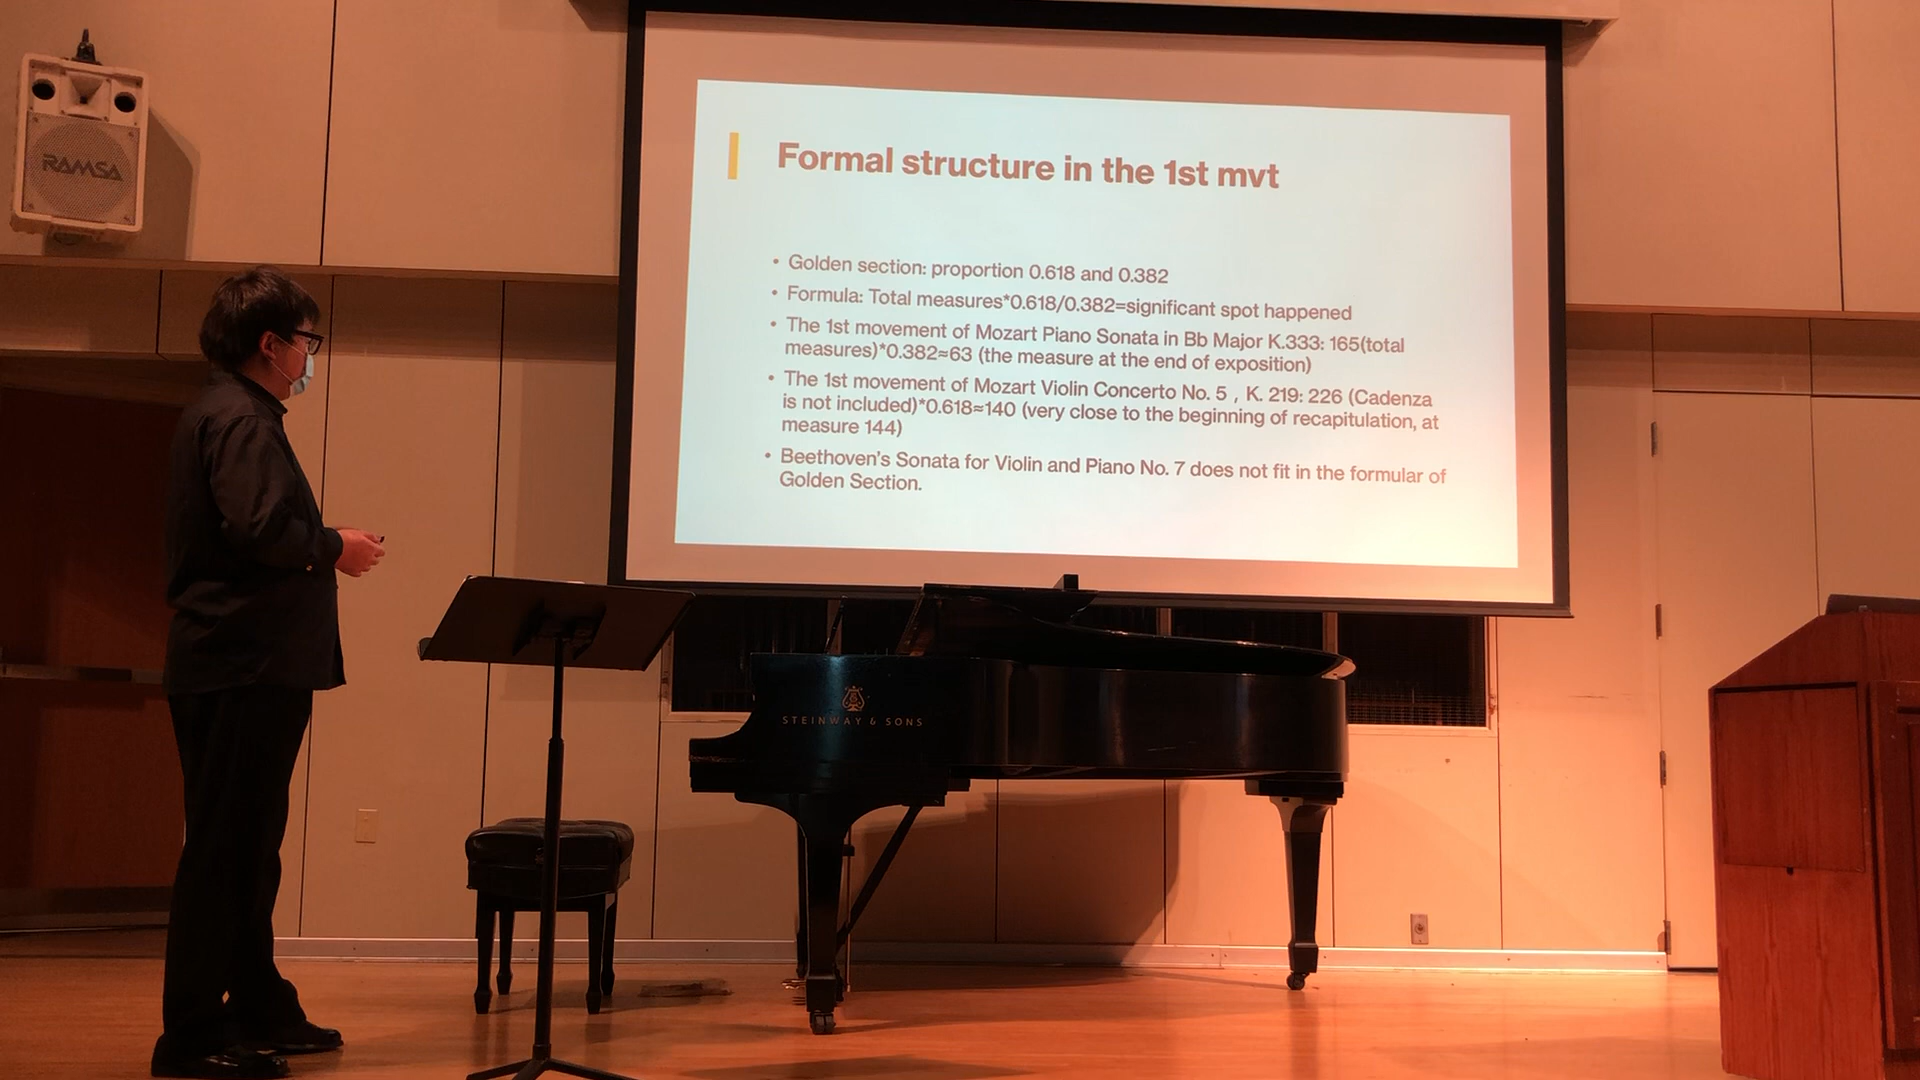 RAMSA
Formal structure in the 1st mvt
• Golden section: proportion 0.618 and 0.382
• Formula: Total measures*0.618/0.382=significant spot happened
• The 1st movement of Mozart Piano Sonata in Bb Major K.333: 165(total
measures)*0.382≈63 (the measure at the end of exposition)
• The 1st movement of Mozart Violin Concerto No. 5 , K. 219: 226 (Cadenza
is not included)*0.618≈140 (very close to the beginning of recapitulation, at
measure 144)
• Beethoven's Sonata for Violin and Piano No. 7 does not fit in the formular of
Golden Section.
STEINWAY & SONS